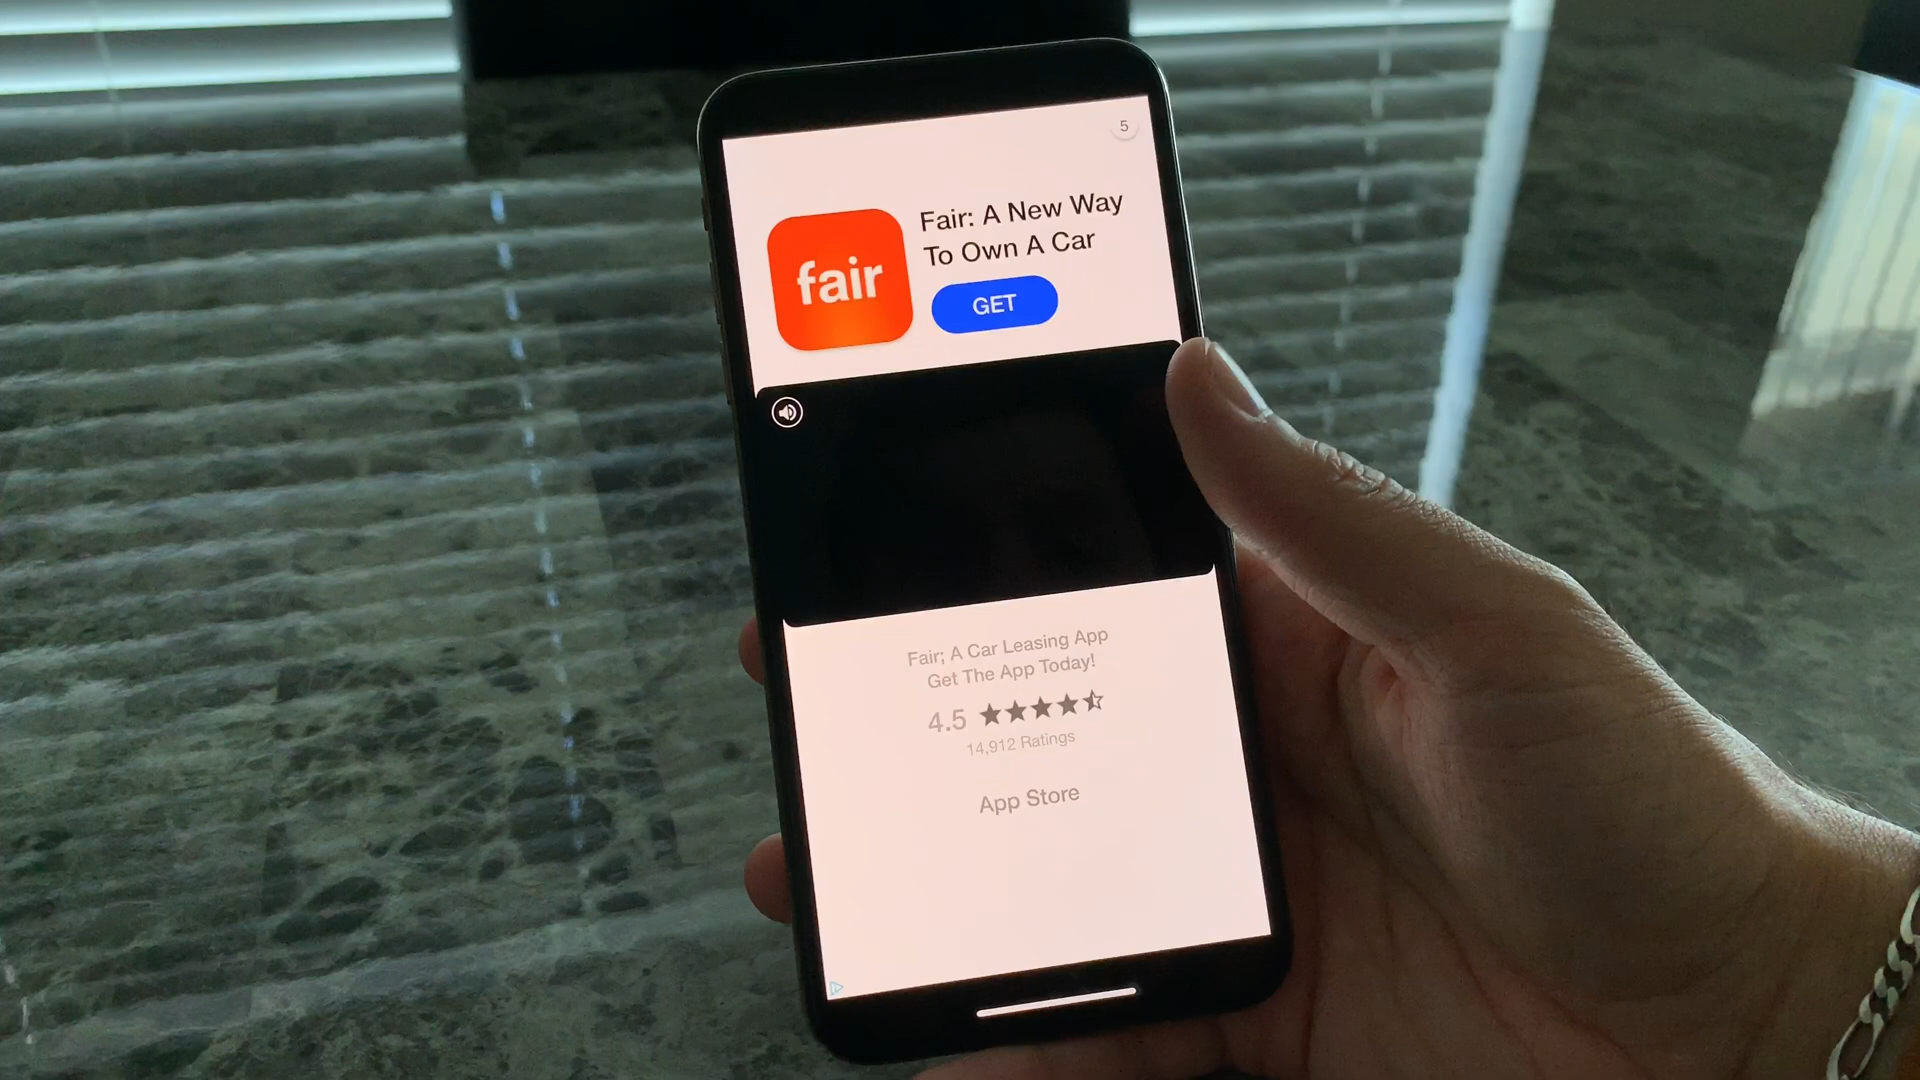 5
fair
Fair: A New Way
To Own A Car
GET
Fair; A Car Leasing App
Get The App Today!
4.5
14,912 Ratings
App Store